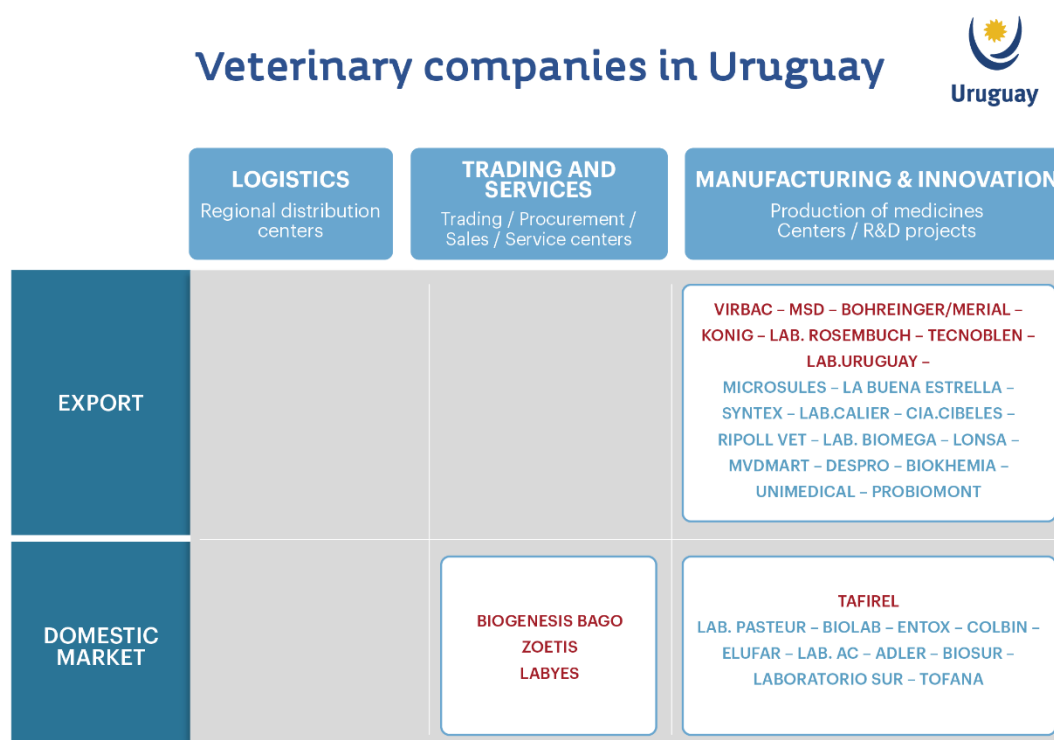 Veterinary companies in Uruguay
Uruguay
LOGISTICS
Regional distribution
centers
TRADING AND
SERVICES
Trading / Procurement /
Sales / Service centers
MANUFACTURING & INNOVATION
Production of medicines
Centers / R&D projects
EXPORT
VIRBAC – MSD – BOHREINGER/MERIAL –
KONIG – LAB. ROSEMBUCH – TECNOBLEN –
LAB.URUGUAY –
MICROSULES – LA BUENA ESTRELLA –
SYNTEX – LAB.CALIER – CIA.CIBELES –
RIPOLL VET – LAB. BIOMEGA – LONSA –
MVDMART – DESPRO – BIOKHEMIA –
UNIMEDICAL – PROBIOMONT
DOMESTIC
MARKET
BIOGENESIS BAGO
ZOETIS
LABYES
TAFIREL
LAB. PASTEUR – BIOLAB – ENTOX – COLBIN –
ELUFAR – LAB. AC – ADLER – BIOSUR –
LABORATORIO SUR – TOFANA